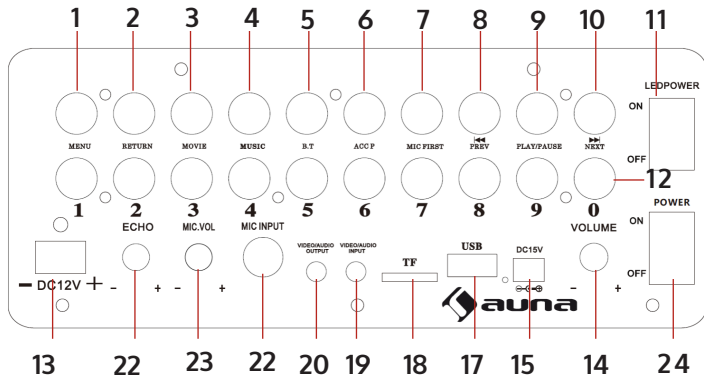 1 2 3 4 5 6 7 8 9 10 11
LEDPOWER
ON
MENU RETURN MOVIE MUSIC B.T ACC P MIC FIRST PREV PLAY/PAUSE NEXT
OFF
12
1 2 3 4 5 6 7 8 9 0
POWER
ECHO MIC.VOL MIC INPUT VIDEO/AUDIO OUTPUT VIDEO/AUDIO INPUT TF USB DC15V VOLUME
ON
OFF
- DC12V + - + - + - +
auna
13 22 23 22 20 19 18 17 15 14 24